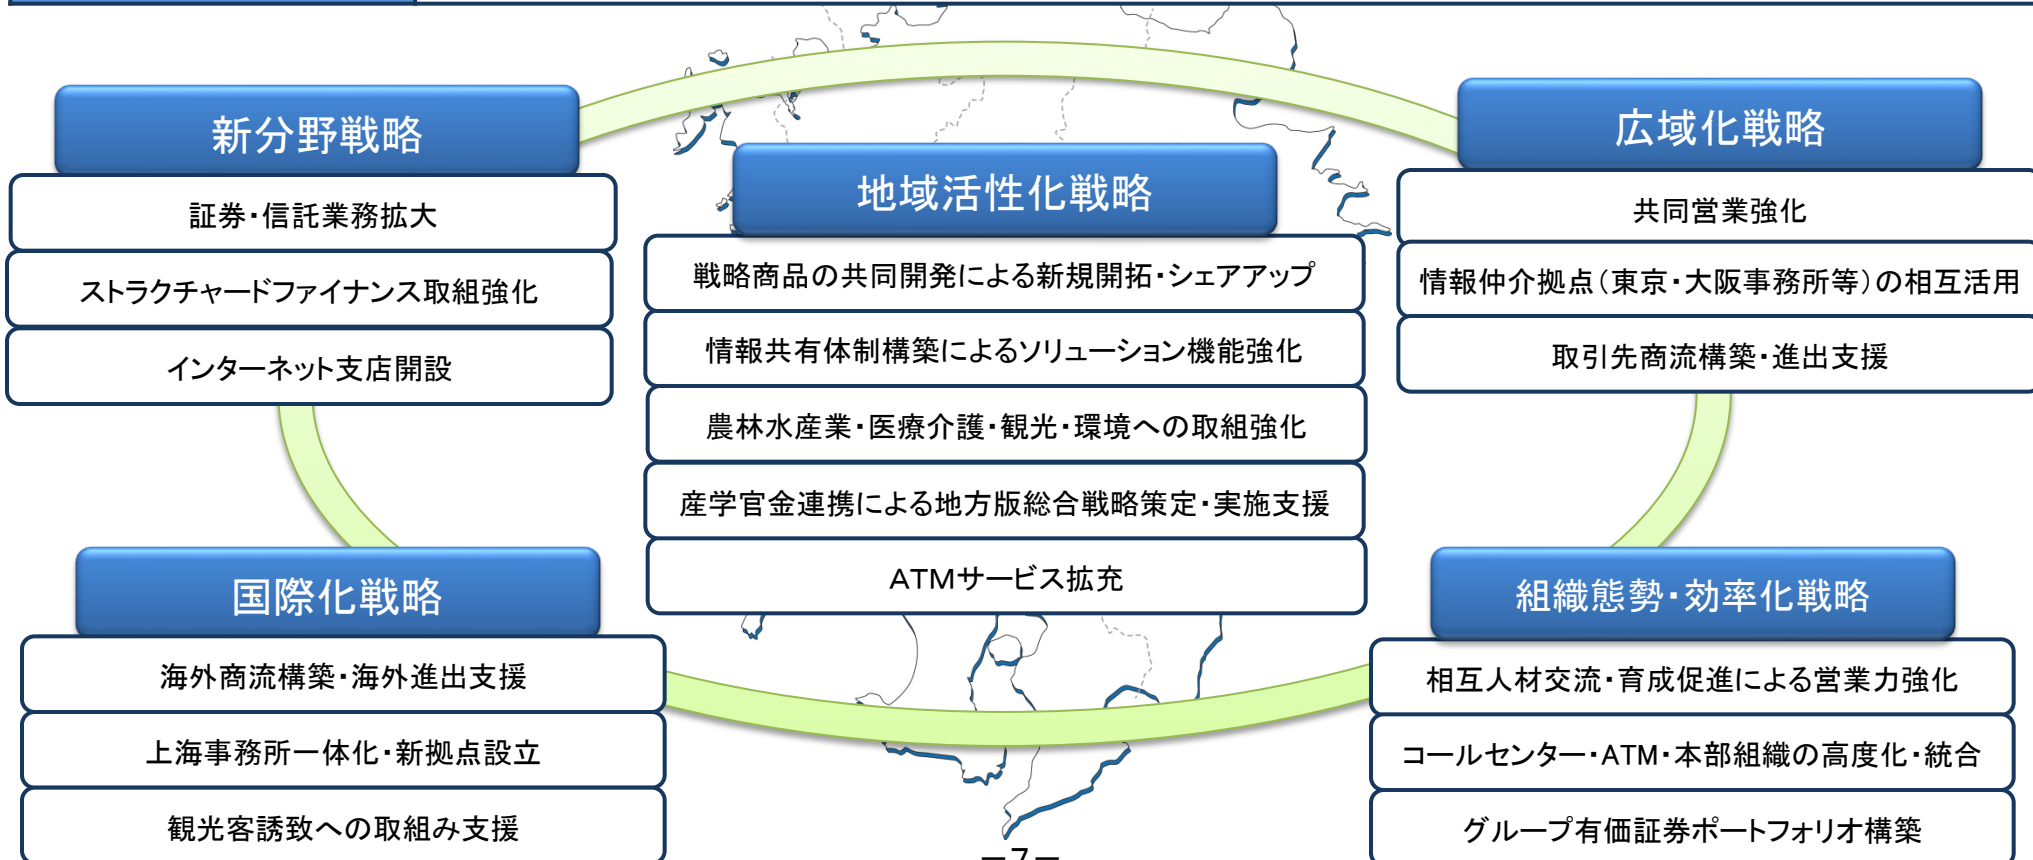 新分野戦略
証券・信託業務拡大
ストラクチャードファイナンス取組強化
インターネット支店開設
地域活性化戦略
戦略商品の共同開発による新規開拓・シェアアップ
情報共有体制構築によるソリューション機能強化
農林水産業・医療介護・観光・環境への取組強化
産学官金連携による地方版総合戦略策定・実施支援
ATMサービス拡充
広域化戦略
共同営業強化
情報仲介拠点（東京・大阪事務所等）の相互活用
取引先商流構築・進出支援
国際化戦略
海外商流構築・海外進出支援
上海事務所一体化・新拠点設立
観光客誘致への取組み支援
組織態勢・効率化戦略
相互人材交流・育成促進による営業力強化
コールセンター・ATM・本部組織の高度化・統合
グループ有価証券ポートフォリオ構築
－7－